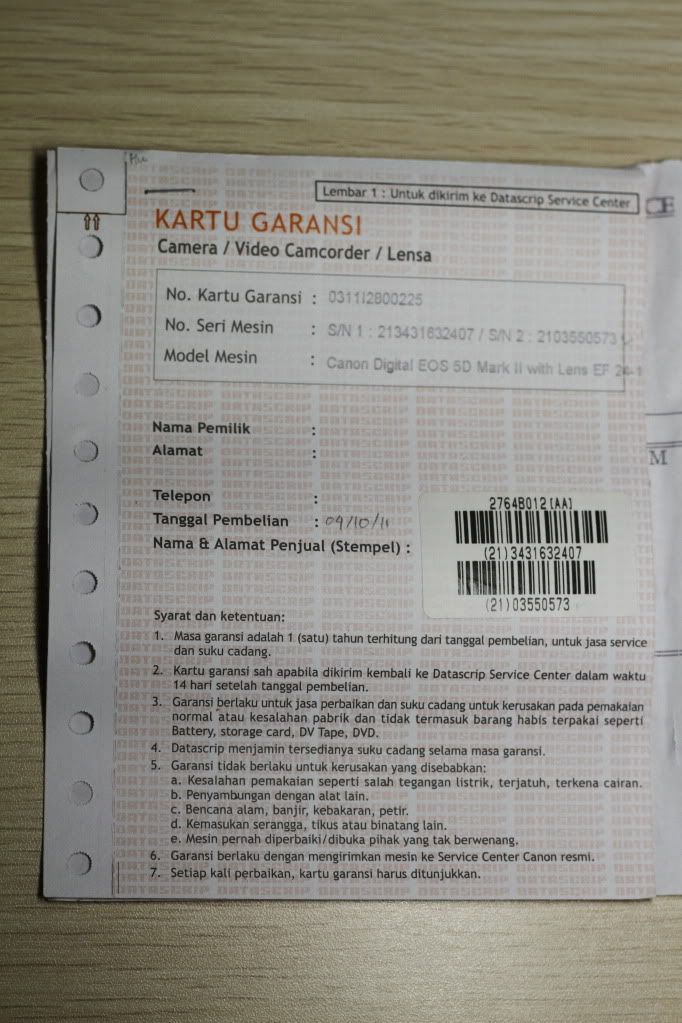 Lembar 1 : Untuk dikirim ke Datascrip Service Center
KARTU GARANSI
Camera / Video Camcorder / Lensa
No. Kartu Garansi : 0311I2800225
No. Seri Mesin : S/N 1 : 213431632407 / S/N 2 : 2103550573
Model Mesin : Canon Digital EOS 5D Mark II with Lens EF 24-1
Nama Pemilik :
Alamat :
Telepon :
Tanggal Pembelian : 09/10/11
Nama & Alamat Penjual (Stempel) :
2764B012[AA]
(21)3431632407
(21)03550573
Syarat dan ketentuan:
1. Masa garansi adalah 1 (satu) tahun terhitung dari tanggal pembelian, untuk jasa service
dan suku cadang.
2. Kartu garansi sah apabila dikirim kembali ke Datascrip Service Center dalam waktu
14 hari setelah tanggal pembelian.
3. Garansi berlaku untuk jasa perbaikan dan suku cadang untuk kerusakan pada pemakaian
normal atau kesalahan pabrik dan tidak termasuk barang habis terpakai seperti
Battery, storage card, DV Tape, DVD.
4. Datascrip menjamin tersedianya suku cadang selama masa garansi.
5. Garansi tidak berlaku untuk kerusakan yang disebabkan:
a. Kesalahan pemakaian seperti salah tegangan listrik, terjatuh, terkena cairan.
b. Penyambungan dengan alat lain.
c. Bencana alam, banjir, kebakaran, petir.
d. Kemasukan serangga, tikus atau binatang lain.
e. Mesin pernah diperbaiki/dibuka pihak yang tak berwenang.
6. Garansi berlaku dengan mengirimkan mesin ke Service Center Canon resmi.
7. Setiap kali perbaikan, kartu garansi harus ditunjukkan.